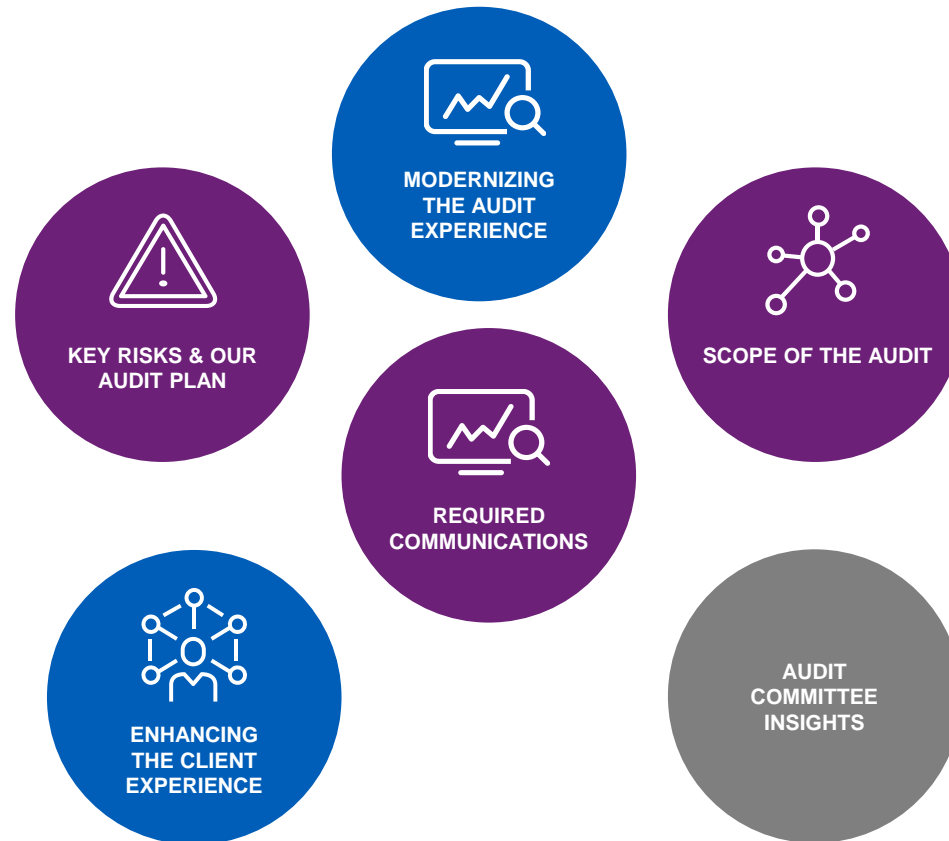 MODERNIZING
THE AUDIT
EXPERIENCE
KEY RISKS & OUR
AUDIT PLAN
SCOPE OF THE AUDIT
REQUIRED
COMMUNICATIONS
ENHANCING
THE CLIENT
EXPERIENCE
AUDIT
COMMITTEE
INSIGHTS